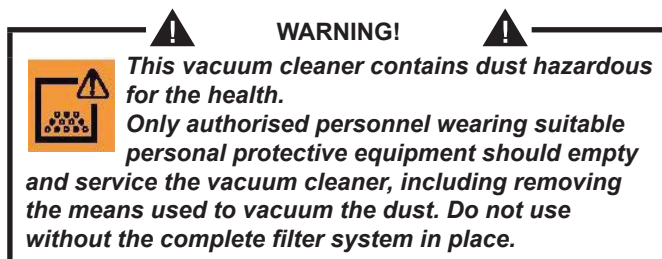 WARNING!
This vacuum cleaner contains dust hazardous
for the health.
Only authorised personnel wearing suitable
personal protective equipment should empty
and service the vacuum cleaner, including removing
the means used to vacuum the dust. Do not use
without the complete filter system in place.